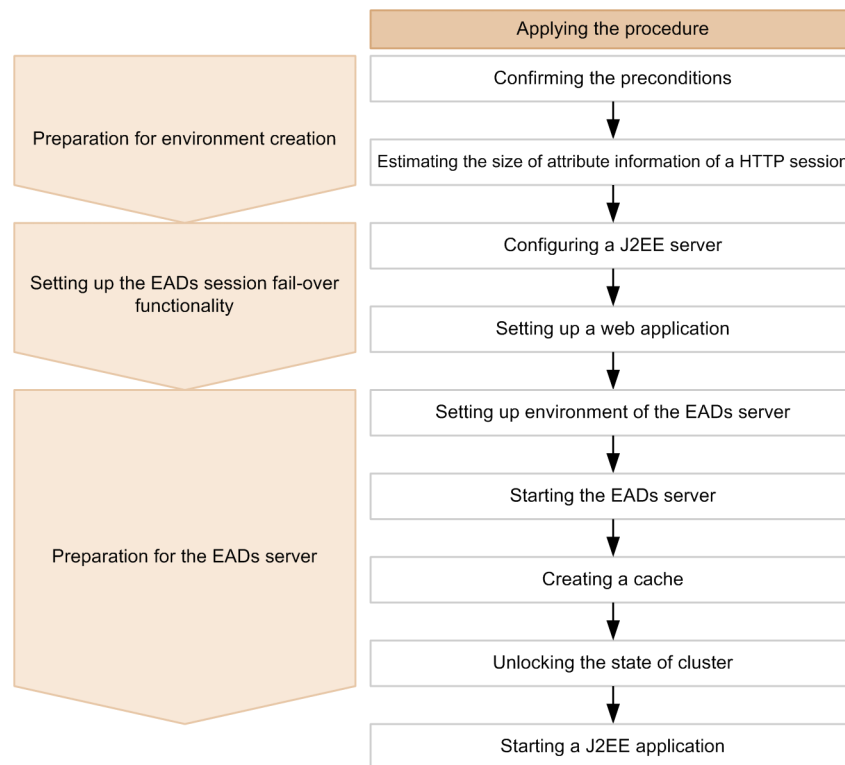 Applying the procedure
Preparation for environment creation
Confirming the preconditions
Estimating the size of attribute information of a HTTP session
Setting up the EADs session fail-over
functionality
Configuring a J2EE server
Setting up a web application
Preparation for the EADs server
Setting up environment of the EADs server
Starting the EADs server
Creating a cache
Unlocking the state of cluster
Starting a J2EE application